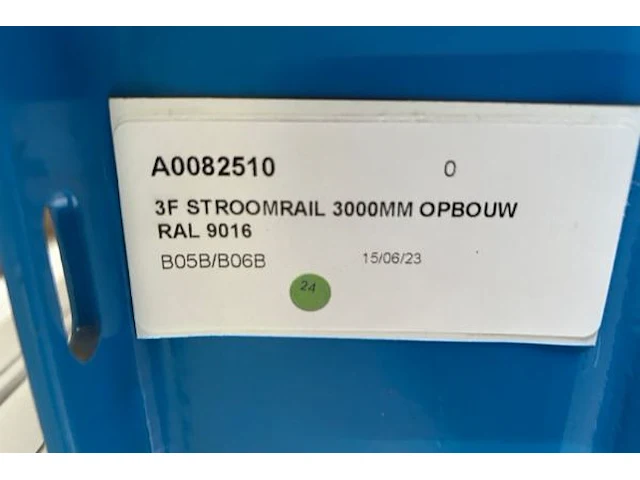 A0082510 0
3F STROOMRAIL 3000MM OPBOUW
RAL 9016
B05B/B06B 15/06/23
24